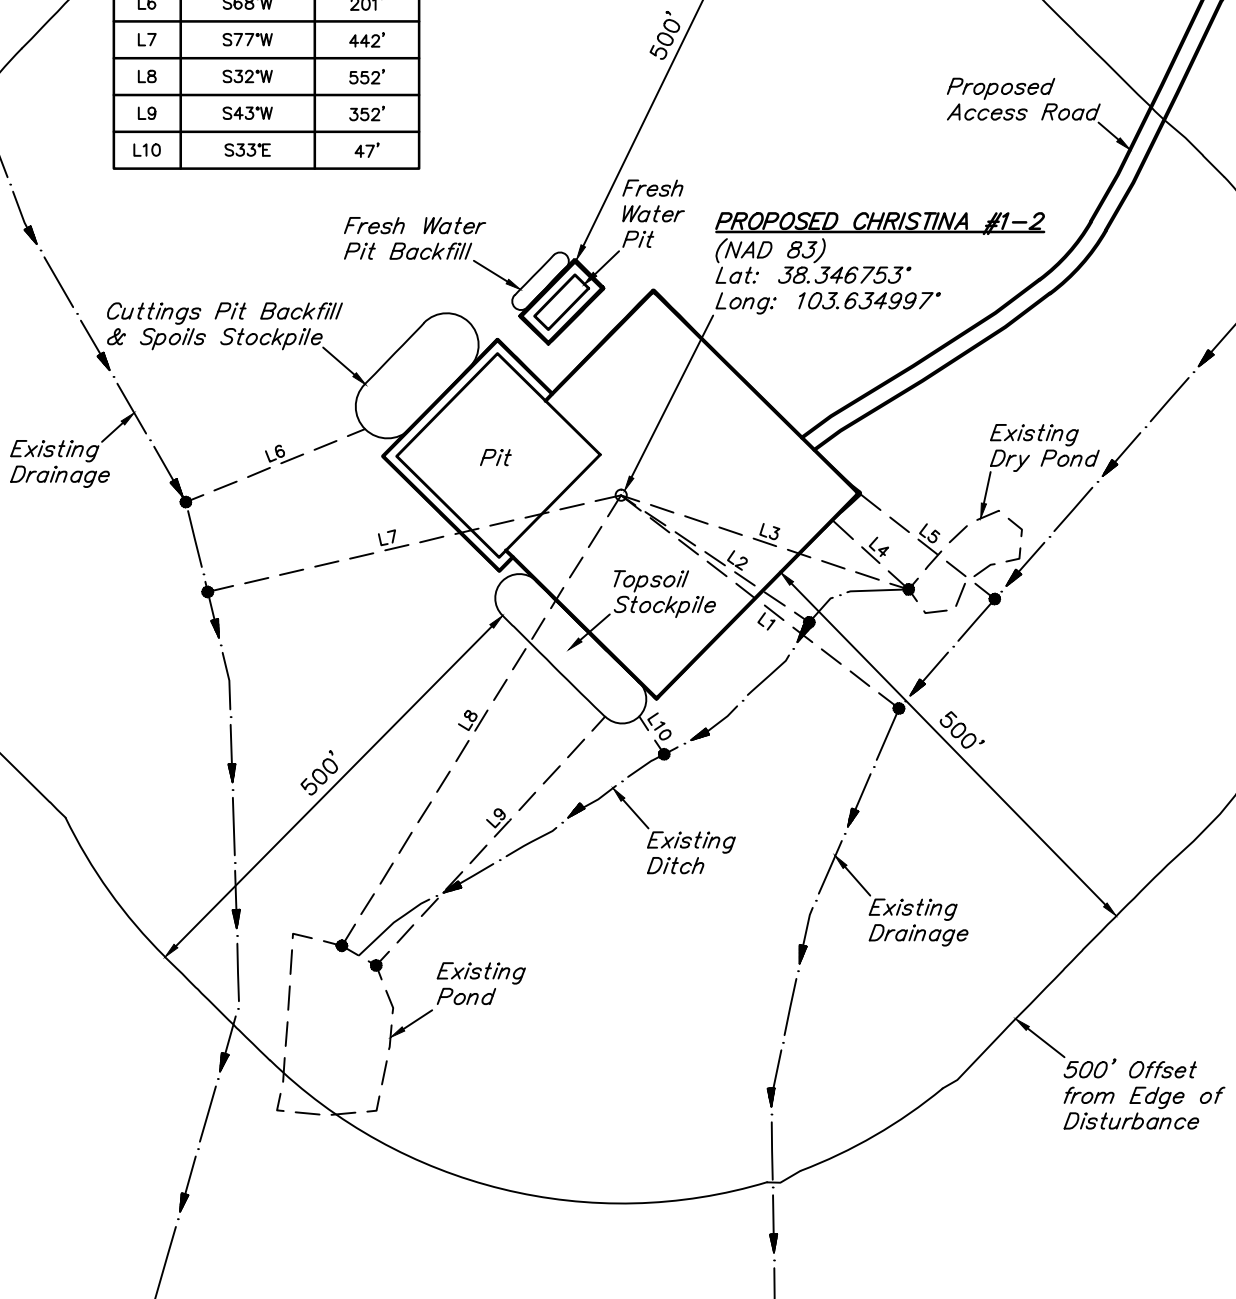 L6 S68°W 201'
L7 S77°W 442'
L8 S32°W 552'
L9 S43°W 352'
L10 S33°E 47'
500'
Proposed
Access Road
Fresh
Water
Pit
Fresh Water
Pit Backfill
PROPOSED CHRISTINA #1-2
(NAD 83)
Lat: 38.346753°
Long: 103.634997°
Cuttings Pit Backfill
& Spoils Stockpile
Existing
Drainage
L6
Pit
Existing
Dry Pond
L7
L3
L5
L4
L2
Topsoil
Stockpile
L1
L8
L10
500'
500'
L9
Existing
Ditch
Existing
Drainage
Existing
Pond
500' Offset
from Edge of
Disturbance